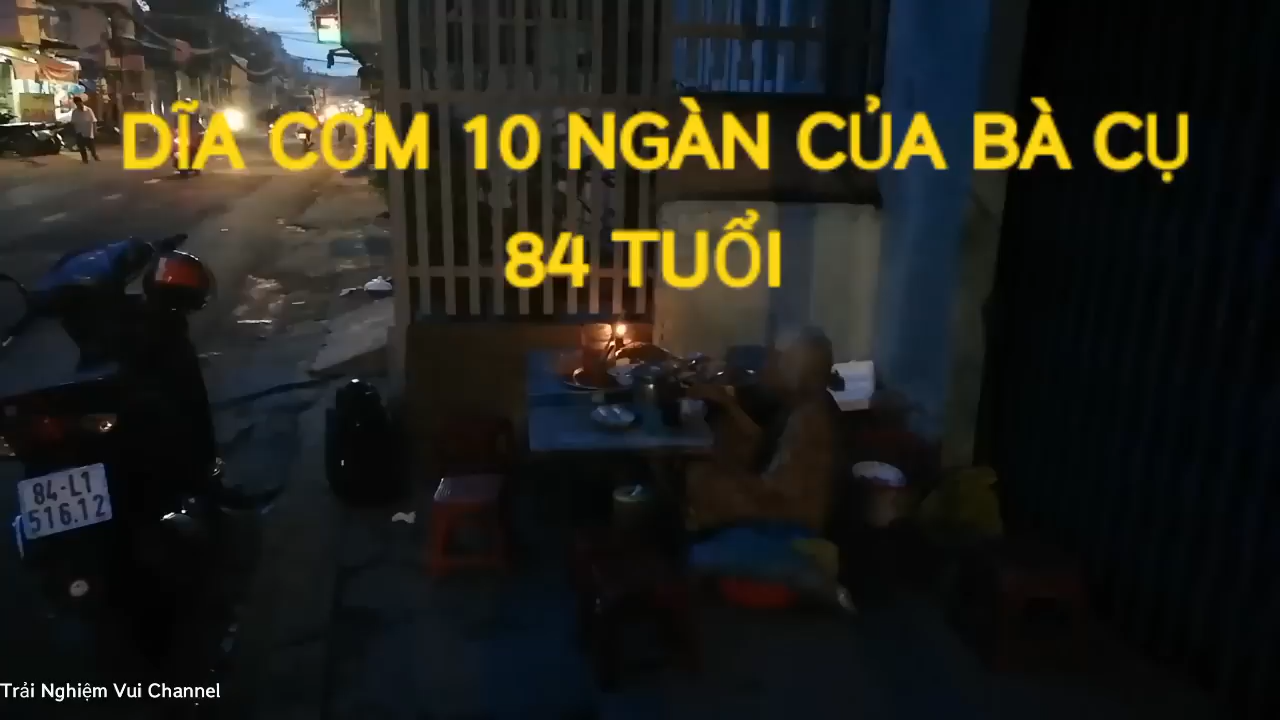 DĨA CƠM 10 NGÀN CỦA BÀ CỤ
84 TUỔI
84-L1
516.12
Trải Nghiệm Vui Channel